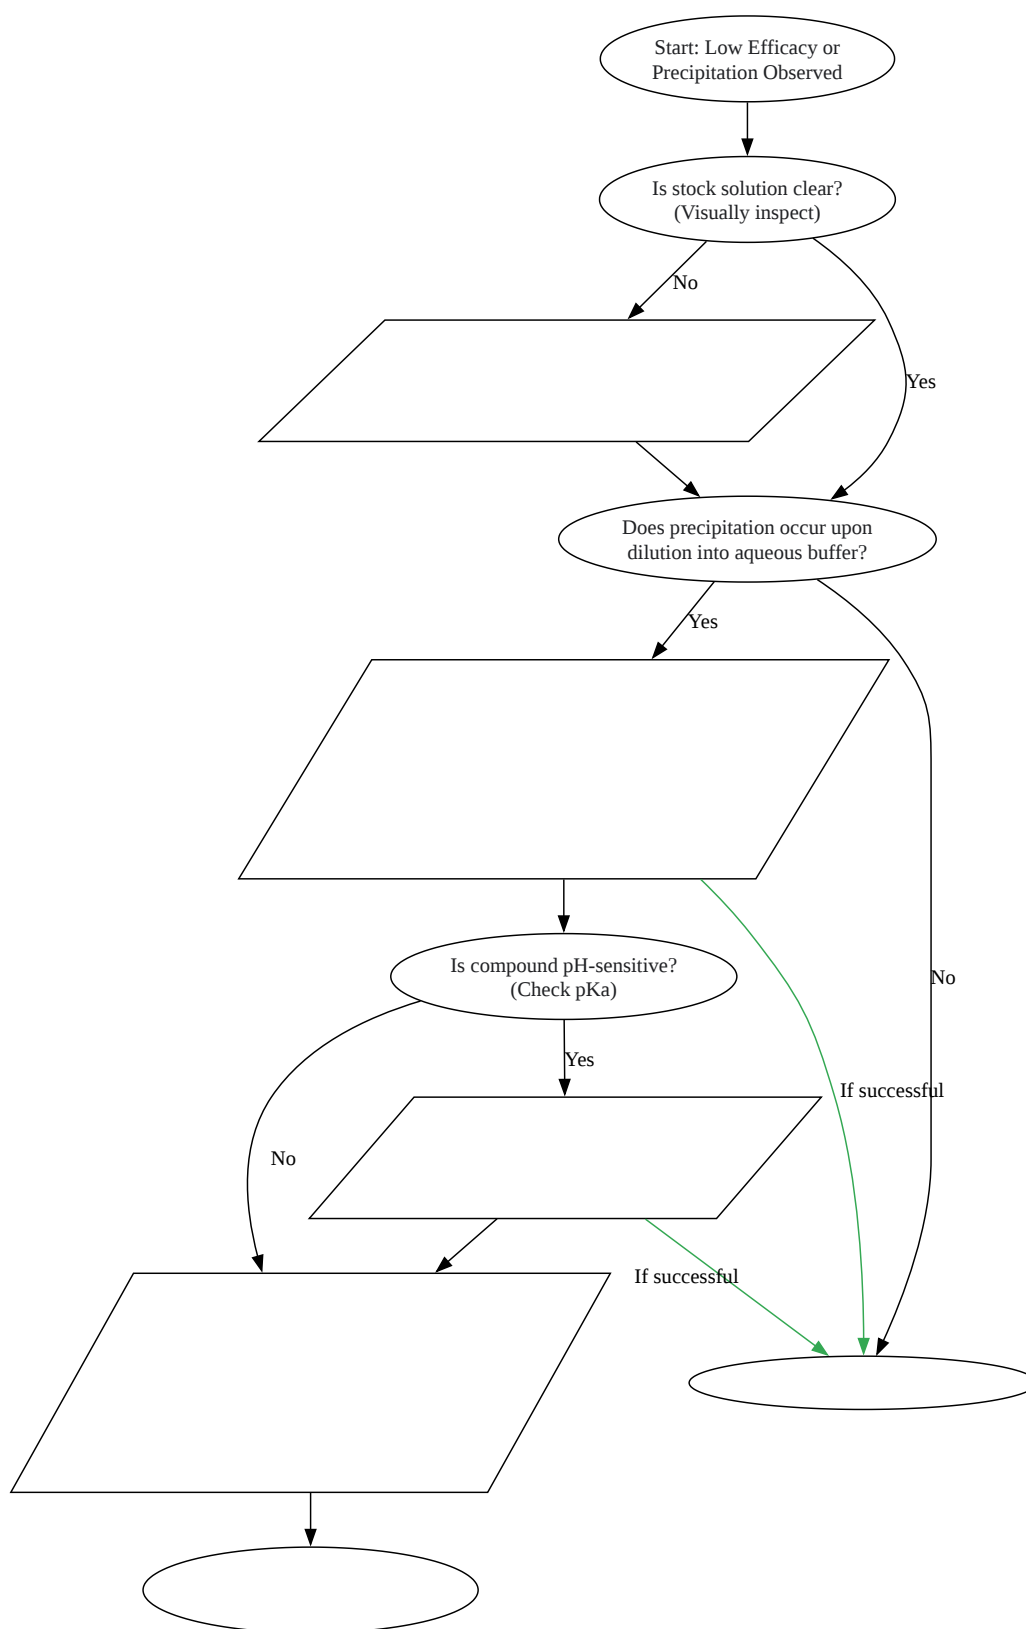 Start: Low Efficacy or
Precipitation Observed
Is stock solution clear?
(Visually inspect)
No
Yes
Does precipitation occur upon
dilution into aqueous buffer?
Yes
No
Is compound pH-sensitive?
(Check pKa)
Yes
If successful
No
If successful